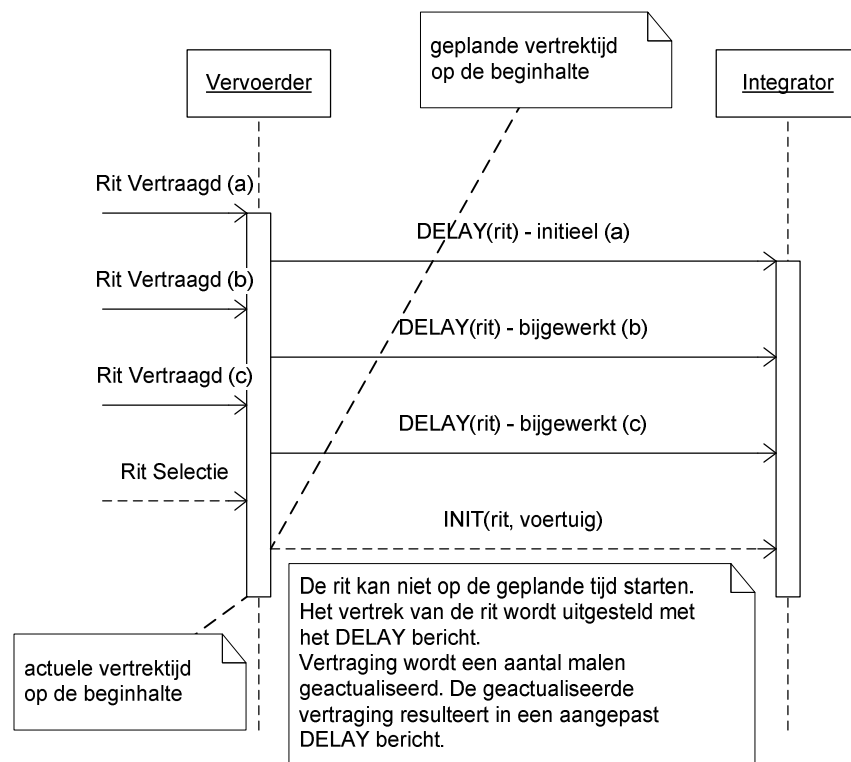 geplande vertrektijd
op de beginhalte
Vervoerder
Integrator
Rit Vertraagd (a)
DELAY(rit) - initieel (a)
Rit Vertraagd (b)
DELAY(rit) - bijgewerkt (b)
Rit Vertraagd (c)
DELAY(rit) - bijgewerkt (c)
Rit Selectie
INIT(rit, voertuig)
De rit kan niet op de geplande tijd starten.
Het vertrek van de rit wordt uitgesteld met
het DELAY bericht.
Vertraging wordt een aantal malen
geactualiseerd. De geactualiseerde
vertraging resulteert in een aangepast
DELAY bericht.
actuele vertrektijd
op de beginhalte